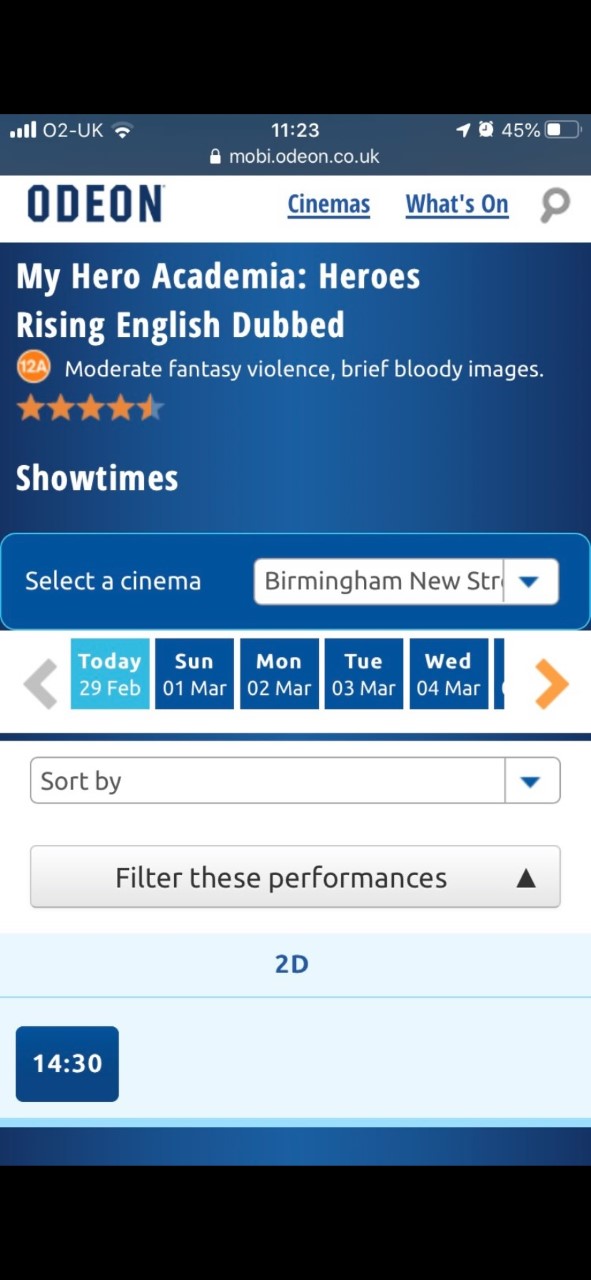 O2-UK 11:23 45%
mobi.odeon.co.uk
ODEON Cinemas What's On
My Hero Academia: Heroes
Rising English Dubbed
12A Moderate fantasy violence, brief bloody images.
Showtimes
Select a cinema Birmingham New Str
Today Sun Mon Tue Wed
29 Feb 01 Mar 02 Mar 03 Mar 04 Mar
Sort by
Filter these performances ▲
2D
14:30